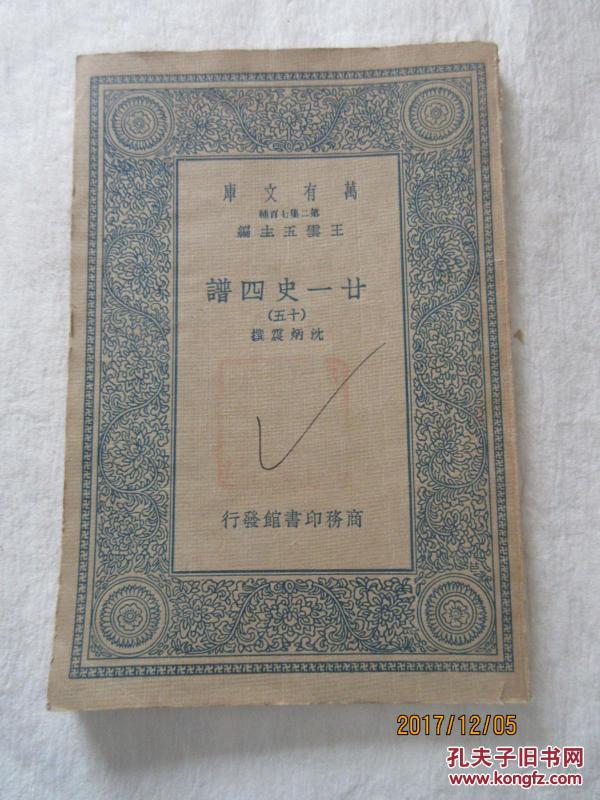 萬有文庫
第二集七百種
王雲五主編
廿一史四譜
(十五)
沈炳震撰
商務印書館發行
2017/12/05
孔夫子旧书网
www.kongfz.com